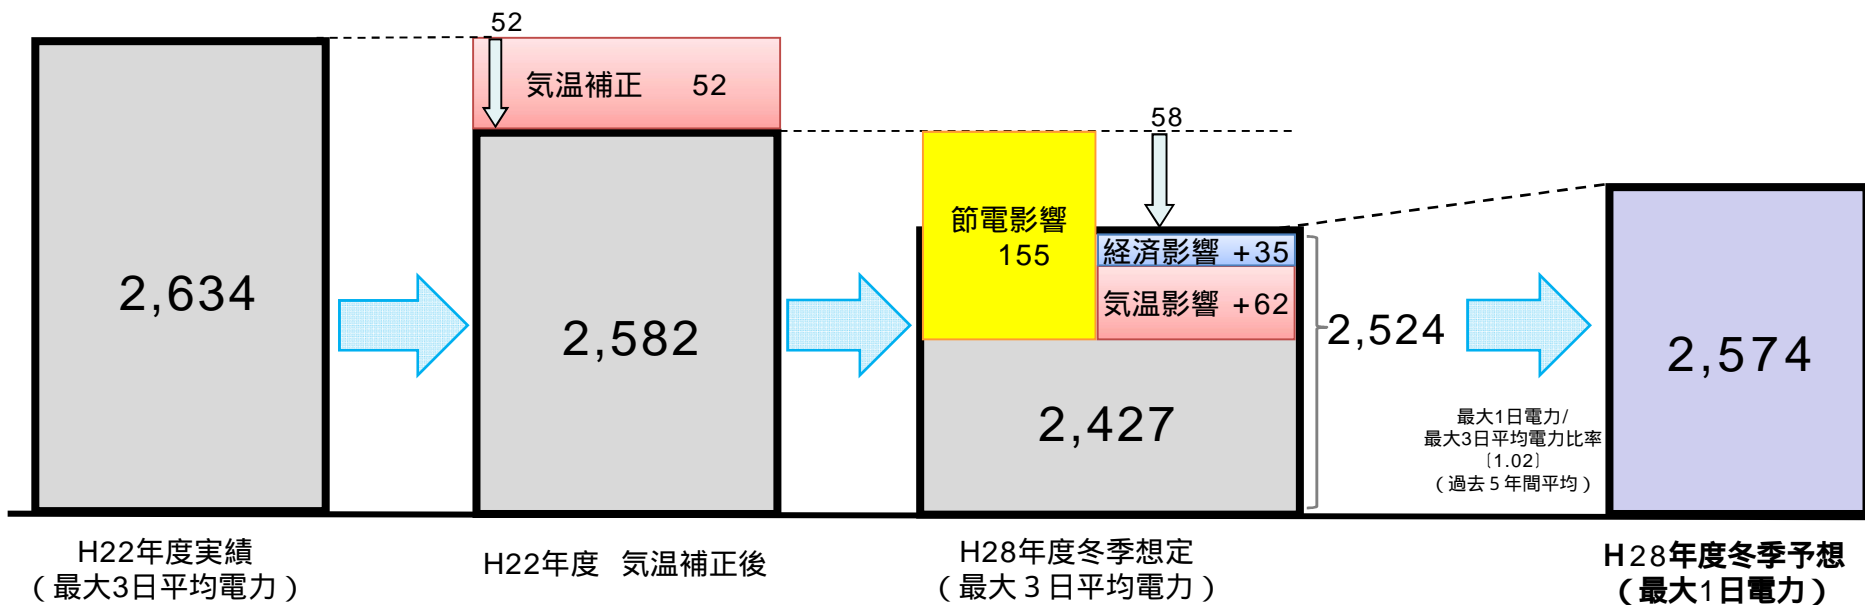 52
気温補正 52
2,634
2,582
58
節電影響
155
経済影響 +35
気温影響 +62
2,427
2,524
最大1日電力/
最大3日平均電力比率
[1.02]
(過去５年間平均)
2,574
H22年度実績
(最大3日平均電力)
H22年度 気温補正後
H28年度冬季想定
(最大３日平均電力)
H28年度冬季予想
(最大1日電力)